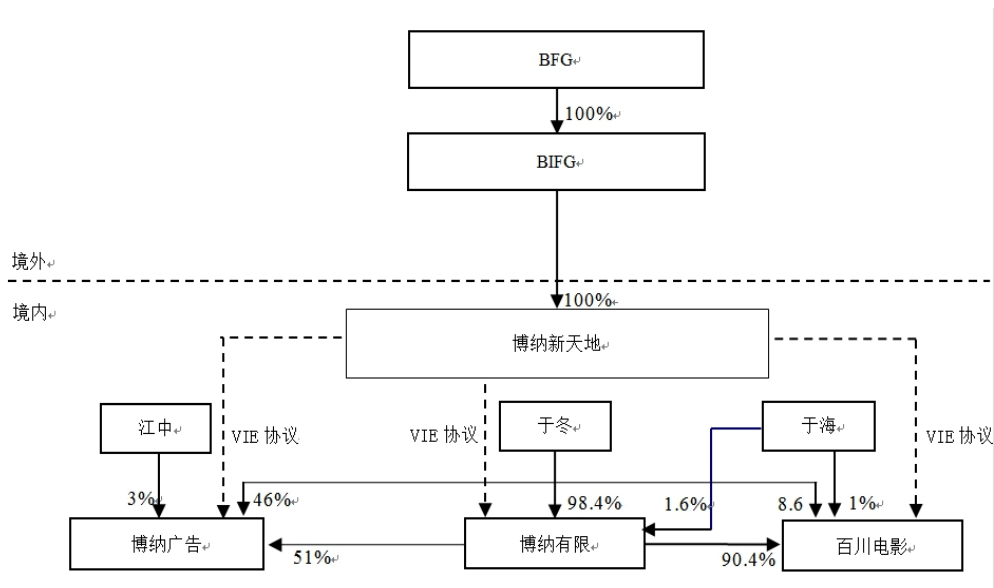 BFG
100%
BIFG
境外
100%
境内
博纳新天地
江中
VIE 协议
VIE 协议
于冬
于海
VIE 协议
3%
46%
98.4%
1.6%
8.6
1%
博纳广告
博纳有限
百川电影
51%
90.4%